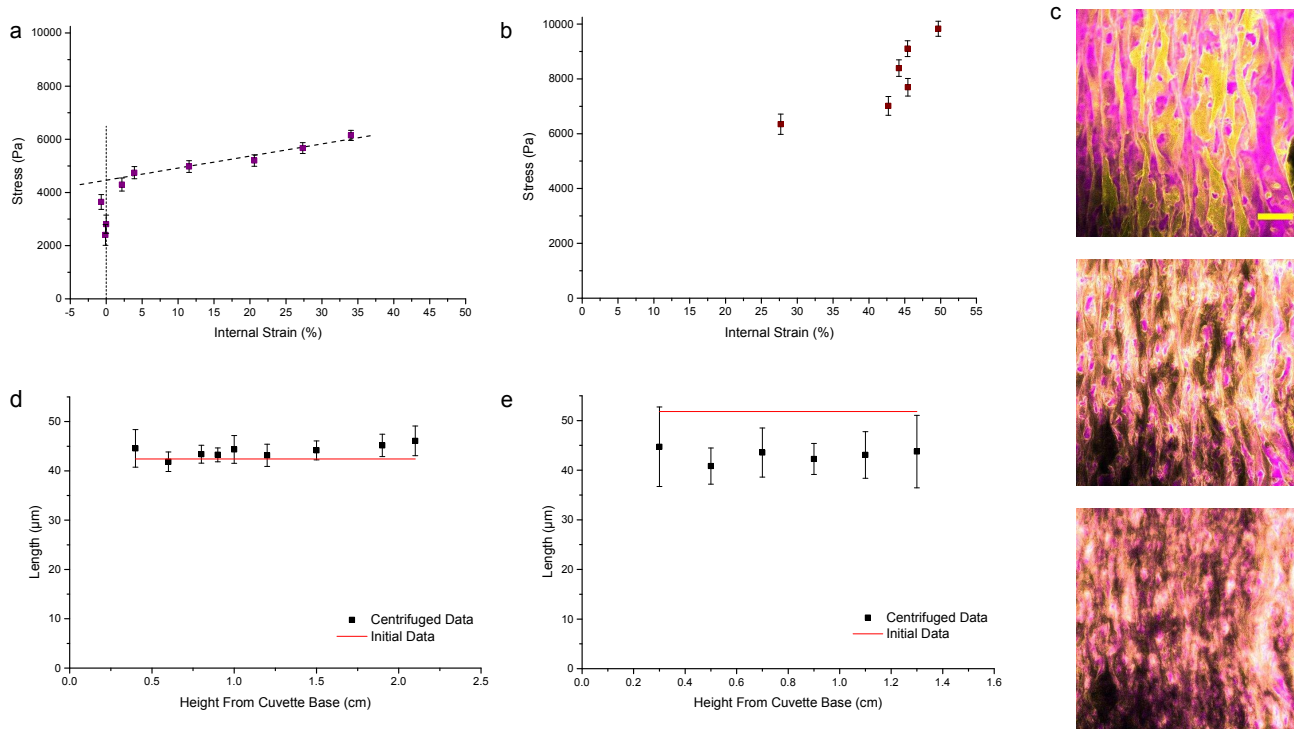 a
10000
8000
6000
4000
2000
0
Stress (Pa)
-5 0 5 10 15 20 25 30 35 40 45 50
Internal Strain (%)
b
10000
8000
6000
4000
2000
0
Stress (Pa)
0 5 10 15 20 25 30 35 40 45 50 55
Internal Strain (%)
c
d
50
40
30
20
10
0
Length (µm)
Centrifuged Data
Initial Data
0.0 0.5 1.0 1.5 2.0 2.5
Height From Cuvette Base (cm)
e
50
40
30
20
10
0
Length (µm)
Centrifuged Data
Initial Data
0.0 0.2 0.4 0.6 0.8 1.0 1.2 1.4 1.6
Height From Cuvette Base (cm)